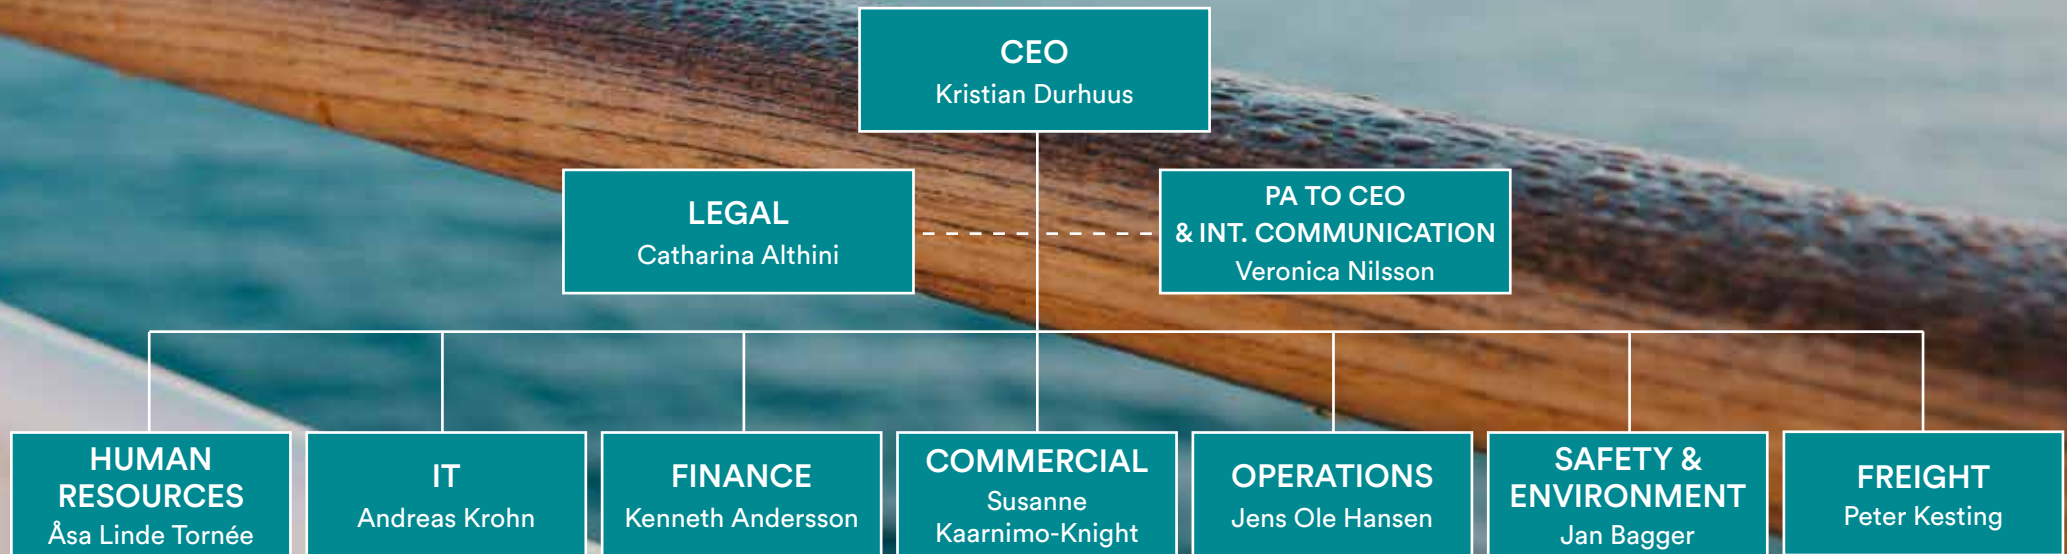 CEO
Kristian Durhuus
LEGAL
Catharina Althini
PA TO CEO
& INT. COMMUNICATION
Veronica Nilsson
HUMAN
RESOURCES
Åsa Linde Tornée
IT
Andreas Krohn
FINANCE
Kenneth Andersson
COMMERCIAL
Susanne
Kaarnimo-Knight
OPERATIONS
Jens Ole Hansen
SAFETY &
ENVIRONMENT
Jan Bagger
FREIGHT
Peter Kesting